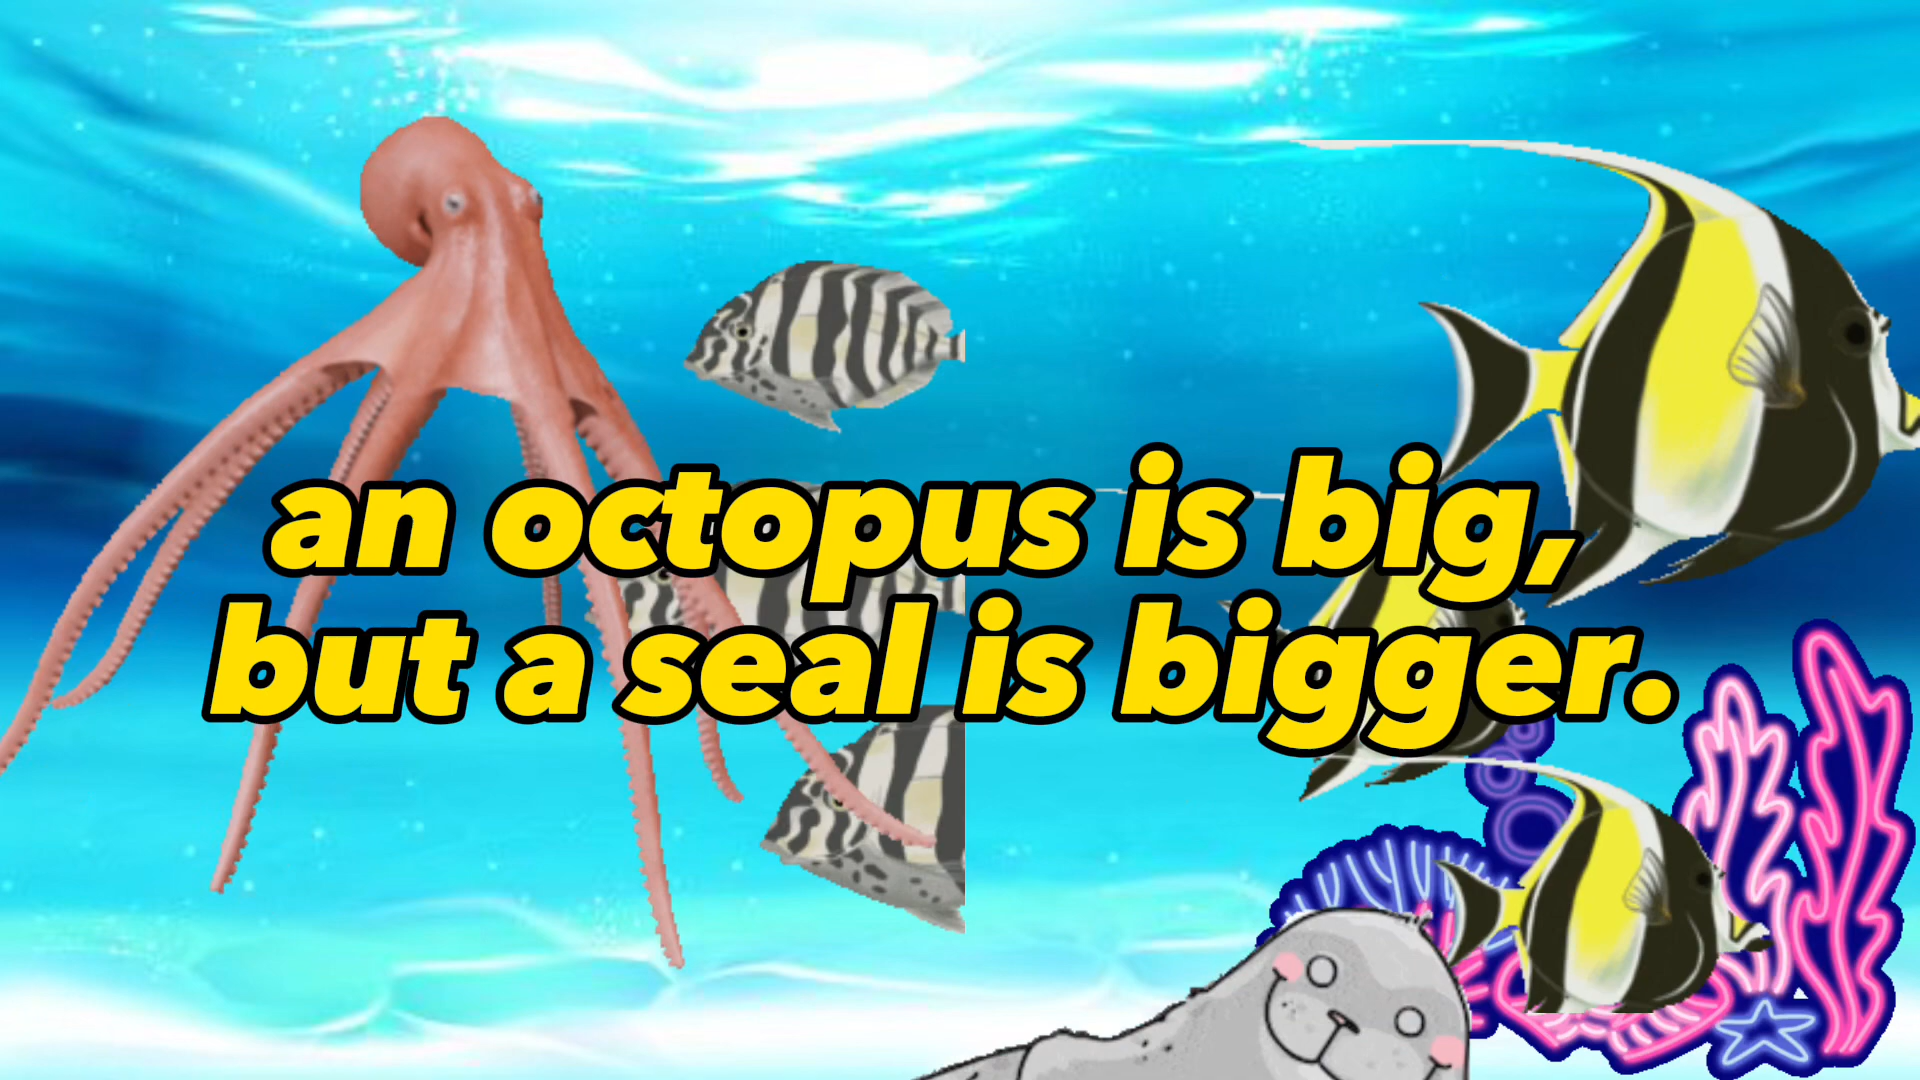 an octopus is big,
but a seal is bigger.